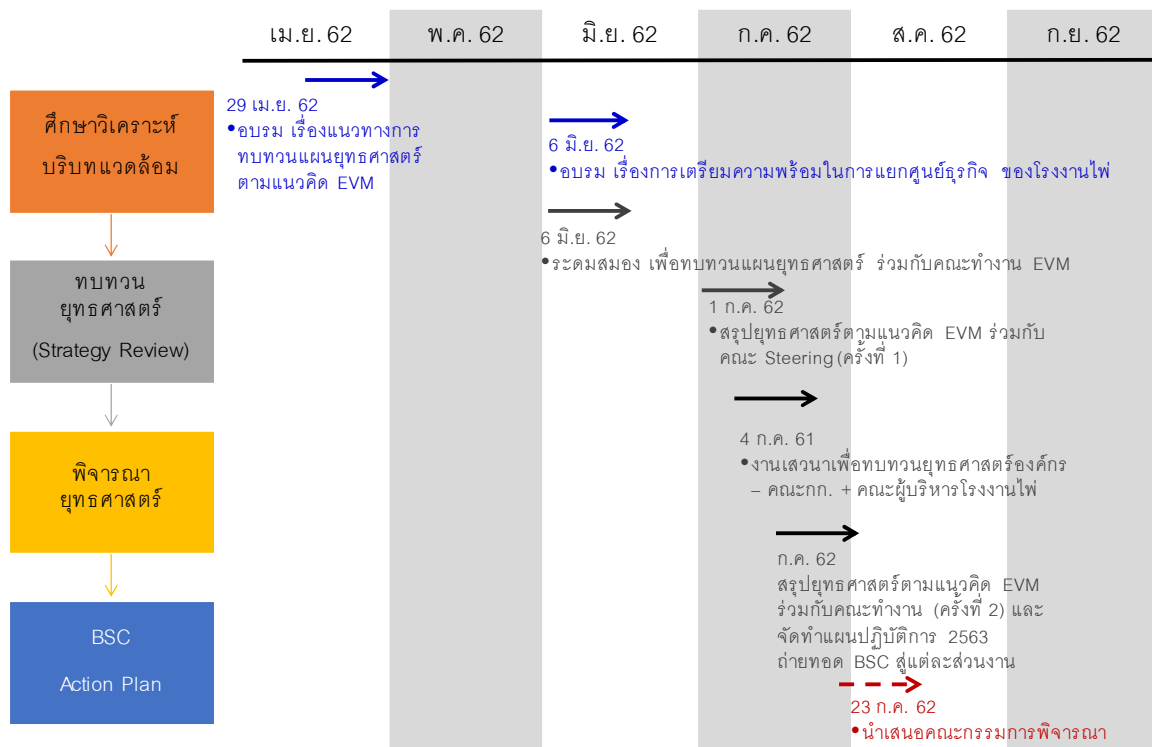 เม.ย. 62
พ.ค. 62
มิ.ย. 62
ก.ค. 62
ส.ค. 62
ก.ย. 62
ศึกษาวิเคราะห์
บริบทแวดล้อม
ทบทวน
ยุทธศาสตร์
(Strategy Review)
พิจารณา
ยุทธศาสตร์
BSC
Action Plan
29 เม.ย. 62
•อบรม เรื่องแนวทางการ
ทบทวนแผนยุทธศาสตร์
ตามแนวคิด EVM
6 มิ.ย. 62
•อบรม เรื่องการเตรียมความพร้อมในการแยกศูนย์ธุรกิจ ของโรงงานไพ่
6 มิ.ย. 62
•ระดมสมอง เพื่อทบทวนแผนยุทธศาสตร์ ร่วมกับคณะทำงาน EVM
1 ก.ค. 62
•สรุปยุทธศาสตร์ตามแนวคิด EVM ร่วมกับ
คณะ Steering (ครั้งที่ 1)
4 ก.ค. 61
•งานเสวนาเพื่อทบทวนยุทธศาสตร์องค์กร
– คณะกก. + คณะผู้บริหารโรงงานไพ่
ก.ค. 62
สรุปยุทธศาสตร์ตามแนวคิด EVM
ร่วมกับคณะทำงาน (ครั้งที่ 2) และ
จัดทำแผนปฏิบัติการ 2563
ถ่ายทอด BSC สู่แต่ละส่วนงาน
23 ก.ค. 62
•นำเสนอคณะกรรมการพิจารณา